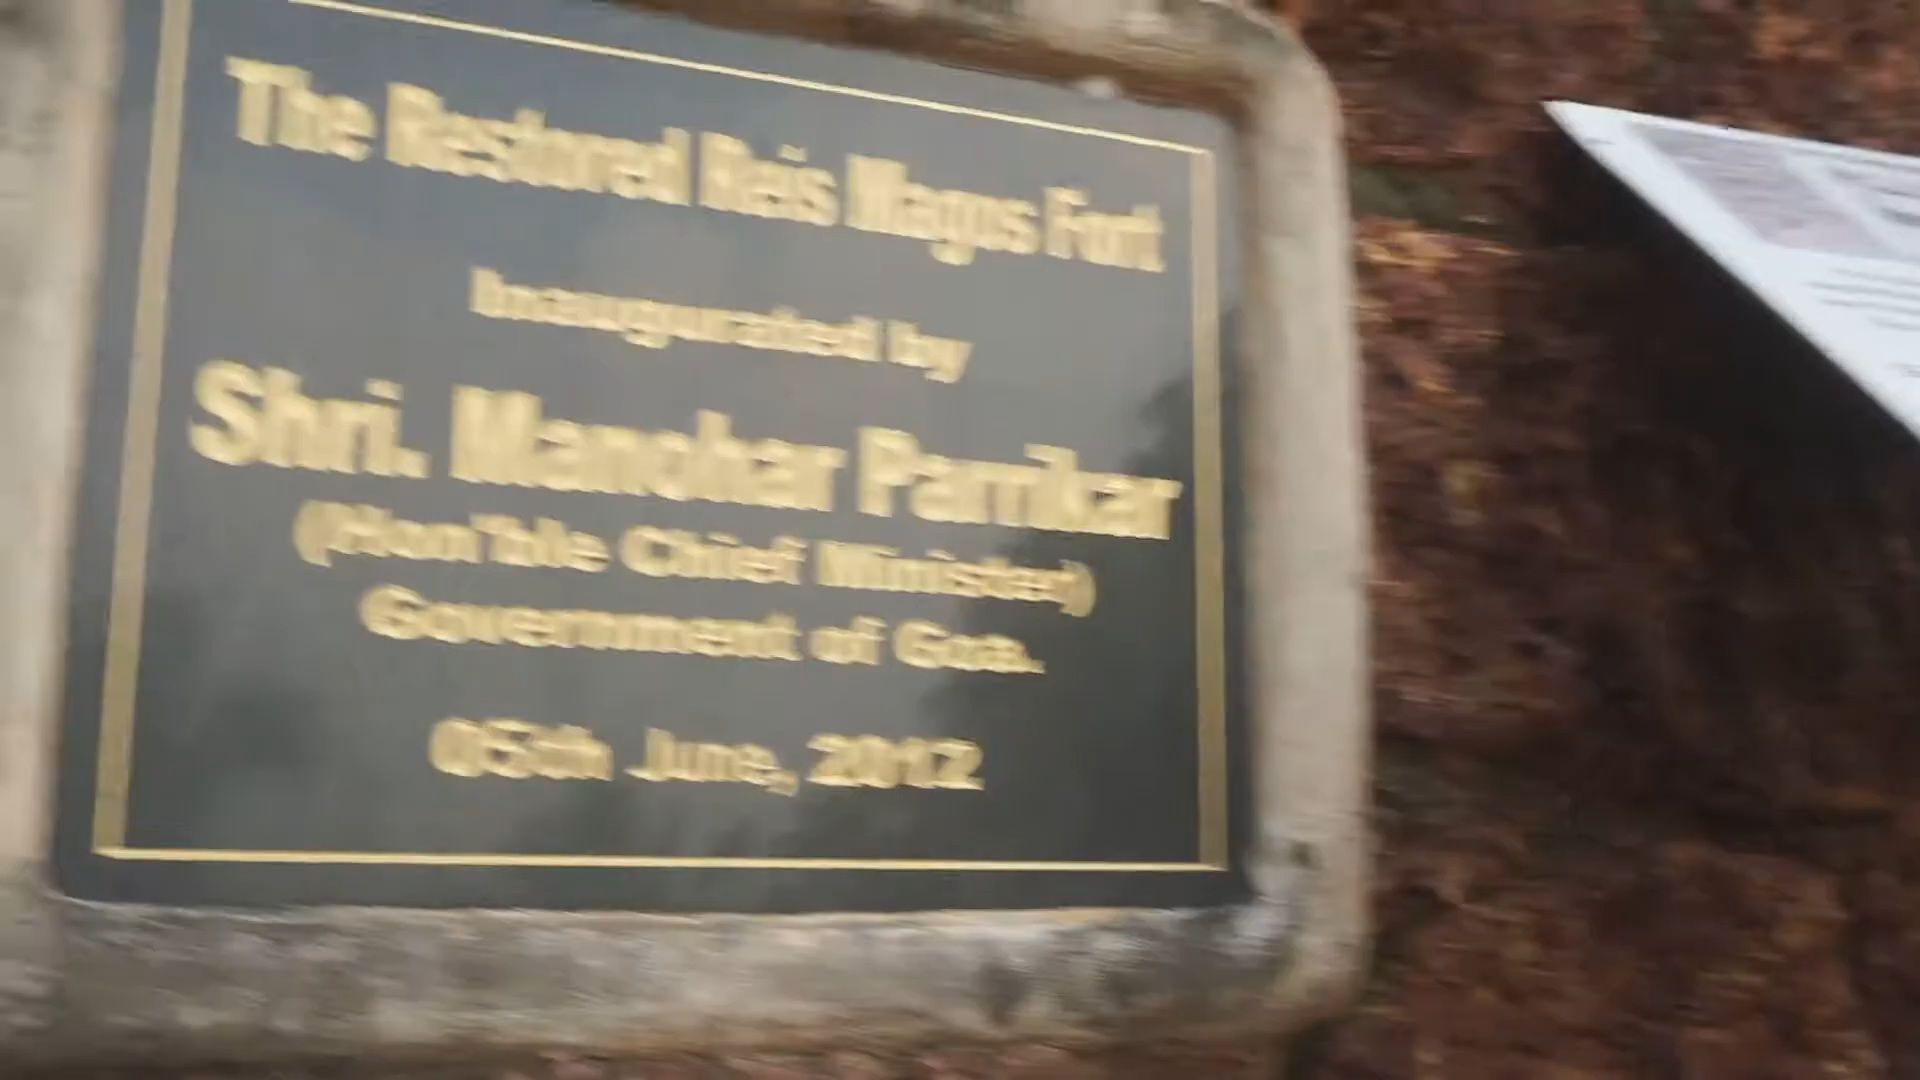 The Restored Reis Magos Fort
Inaugurated by
Shri. Manohar Parrikar
(Hon'ble Chief Minister)
Government of Goa.
05th June, 2012